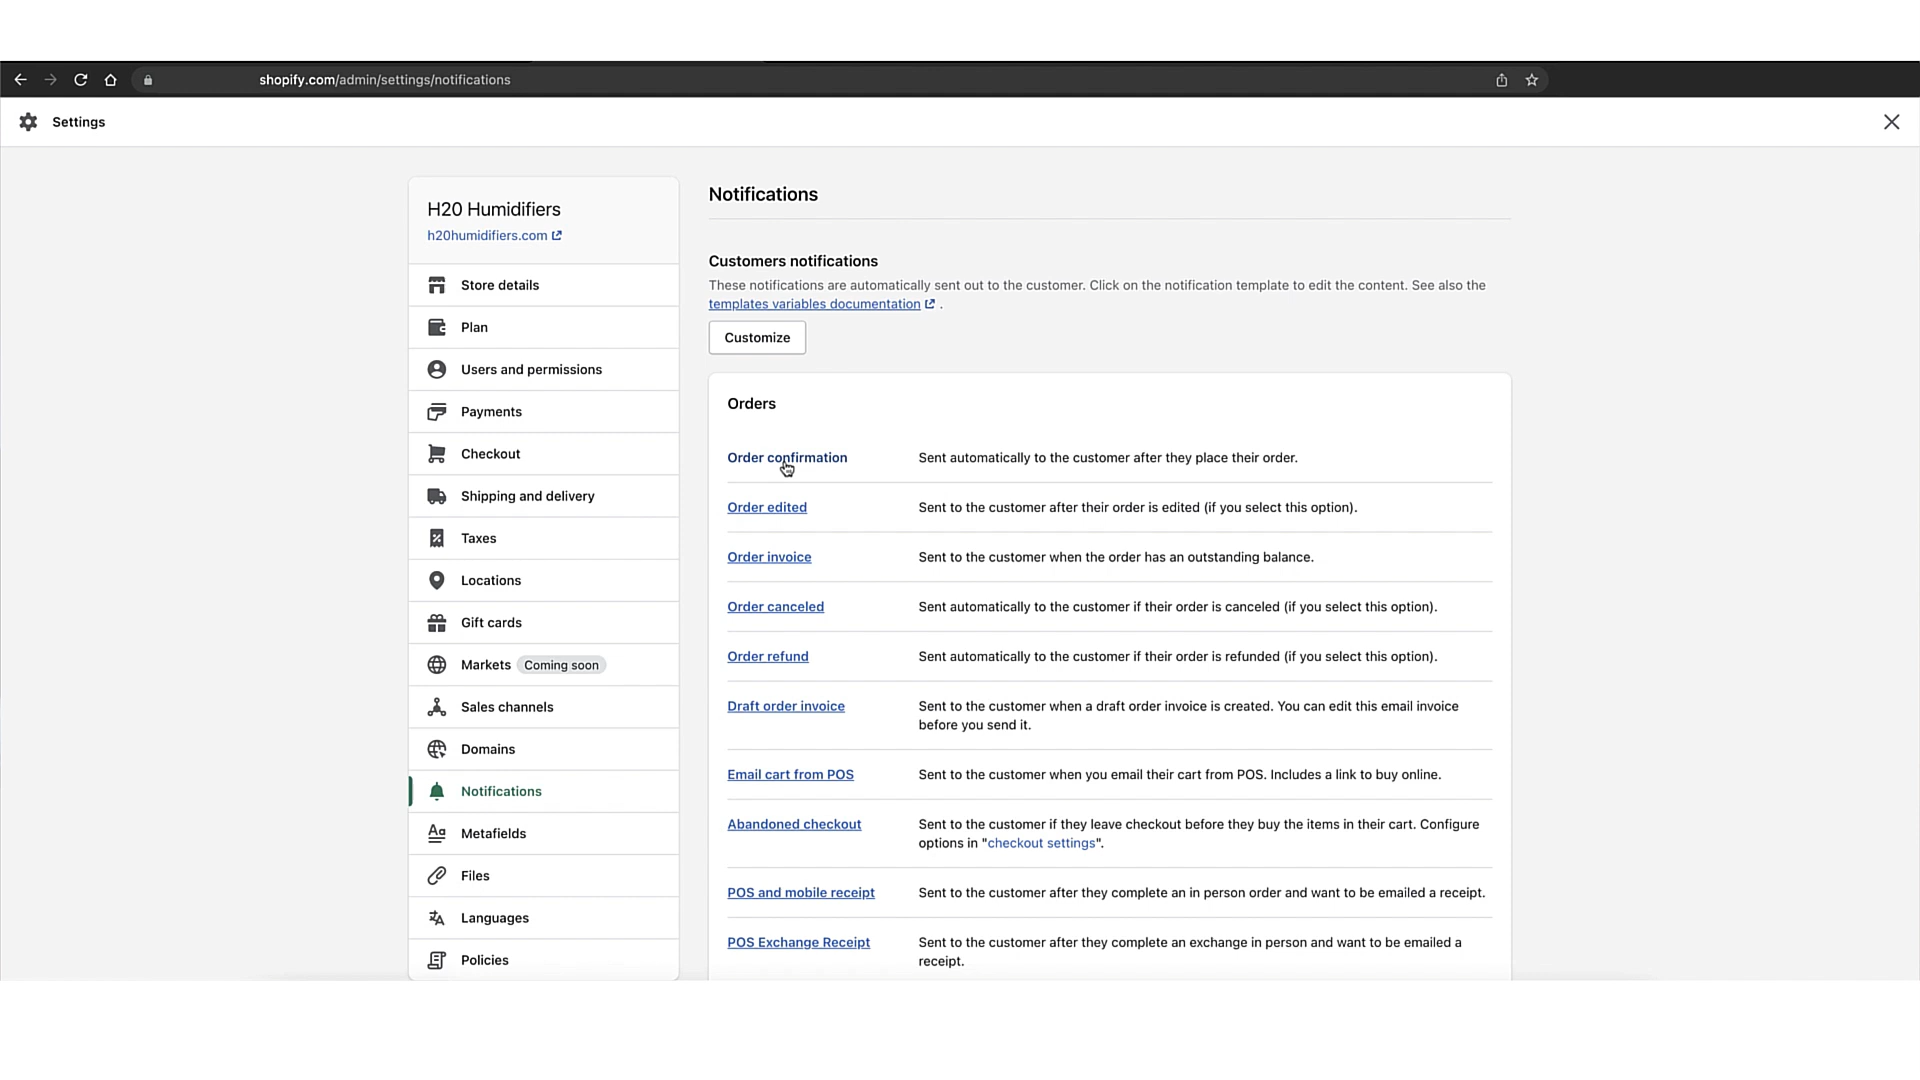 shopify.com/admin/settings/notifications
Settings
H20 Humidifiers
h20humidifiers.com
Store details
Plan
Users and permissions
Payments
Checkout
Shipping and delivery
Taxes
Locations
Gift cards
Markets Coming soon
Sales channels
Domains
Notifications
Metafields
Files
Languages
Policies
Notifications
Customers notifications
These notifications are automatically sent out to the customer. Click on the notification template to edit the content. See also the
templates variables documentation .
Customize
Orders
Order confirmation Sent automatically to the customer after they place their order.
Order edited Sent to the customer after their order is edited (if you select this option).
Order invoice Sent to the customer when the order has an outstanding balance.
Order canceled Sent automatically to the customer if their order is canceled (if you select this option).
Order refund Sent automatically to the customer if their order is refunded (if you select this option).
Draft order invoice Sent to the customer when a draft order invoice is created. You can edit this email invoice
before you send it.
Email cart from POS Sent to the customer when you email their cart from POS. Includes a link to buy online.
Abandoned checkout Sent to the customer if they leave checkout before they buy the items in their cart. Configure
options in "checkout settings".
POS and mobile receipt Sent to the customer after they complete an in person order and want to be emailed a receipt.
POS Exchange Receipt Sent to the customer after they complete an exchange in person and want to be emailed a
receipt.